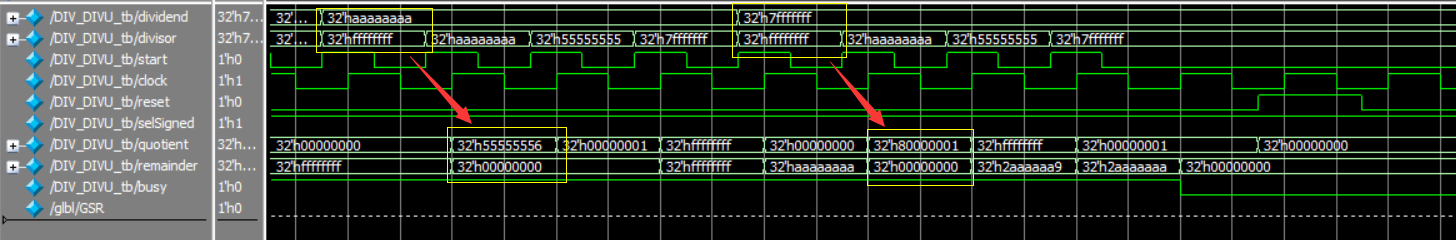 /DIV_DIVU_tb/dividend 32'h7... 32'... 32'haaaaaaaa 32'h7fffffff
/DIV_DIVU_tb/divisor 32'h7... 32'... 32'hffffffff 32'haaaaaaaa 32'h55555555 32'h7fffffff 32'hffffffff 32'haaaaaaaa 32'h55555555 32'h7fffffff
/DIV_DIVU_tb/start 1'h0
/DIV_DIVU_tb/clock 1'h1
/DIV_DIVU_tb/reset 1'h0
/DIV_DIVU_tb/selSigned 1'h1
/DIV_DIVU_tb/quotient 32'h... 32'h00000000 32'h55555556 32'h00000001 32'hffffffff 32'h00000000 32'h80000001 32'hffffffff 32'h00000001 32'h00000000
/DIV_DIVU_tb/remainder 32'h... 32'hffffffff 32'h00000000 32'hffffffff 32'haaaaaaaa 32'h00000000 32'h2aaaaaa9 32'h2aaaaaaa 32'h00000000
/DIV_DIVU_tb/busy 1'h0
/glbl/GSR 1'h0